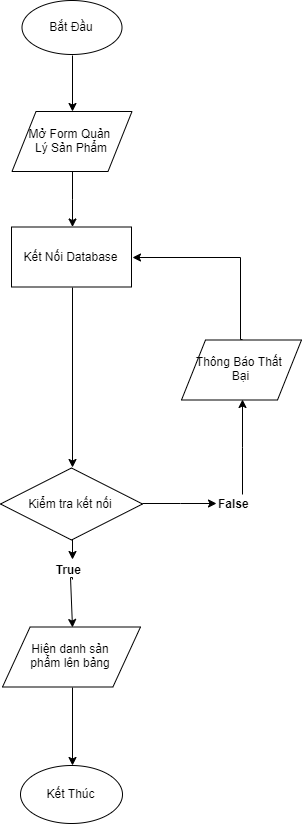 Bắt Đầu
Mở Form Quản
Lý Sản Phẩm
Kết Nối Database
Thông Báo Thất
Bại
Kiểm tra kết nối
False
True
Hiện danh sản
phẩm lên bảng
Kết Thúc